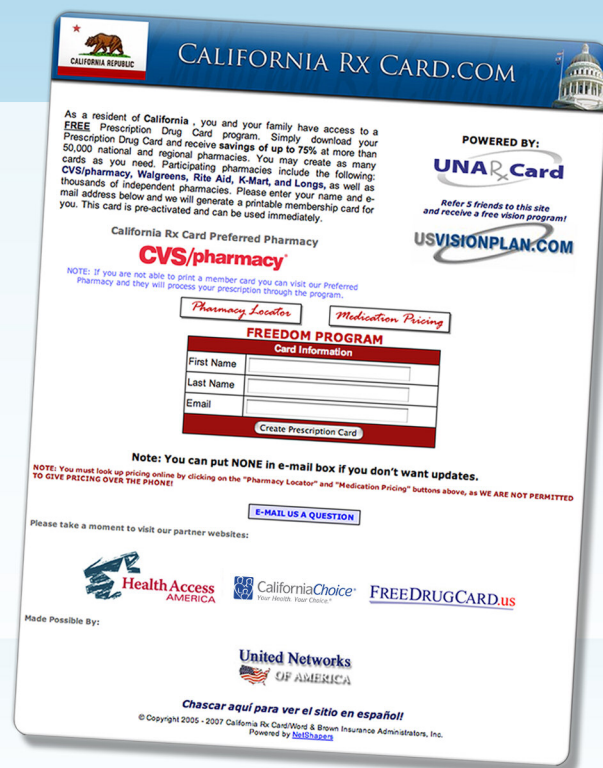 CALIFORNIA REPUBLIC
CALIFORNIA RX CARD.COM
As a resident of California , you and your family have access to a
FREE Prescription Drug Card program. Simply download your
Prescription Drug Card and receive savings of up to 75% at more than
50,000 national and regional pharmacies. You may create as many
cards as you need. Participating pharmacies include the following:
CVS/pharmacy, Walgreens, Rite Aid, K-Mart, and Longs, as well as
thousands of independent pharmacies. Please enter your name and e-
mail address below and we will generate a printable membership card for
you. This card is pre-activated and can be used immediately.
POWERED BY:
UNARxCard
Refer 5 friends to this site
and receive a free vision program!
USVISIONPLAN.COM
California Rx Card Preferred Pharmacy
CVS/pharmacy
NOTE: If you are not able to print a member card you can visit our Preferred
Pharmacy and they will process your prescription through the program.
Pharmacy Locator
Medication Pricing
FREEDOM PROGRAM
Card Information
First Name
Last Name
Email
Create Prescription Card
Note: You can put NONE in e-mail box if you don't want updates.
NOTE: You must look up pricing online by clicking on the "Pharmacy Locator" and "Medication Pricing" buttons above, as WE ARE NOT PERMITTED
TO GIVE PRICING OVER THE PHONE!
E-MAIL US A QUESTION
Please take a moment to visit our partner websites:
Health Access
AMERICA
CaliforniaChoice®
Your Health. Your Choice.®
FREEDRUGCARD.us
Made Possible By:
United Networks
OF AMERICA
Chascar aquí para ver el sitio en español!
© Copyright 2005 - 2007 California Rx Card/Word & Brown Insurance Administrators, Inc.
Powered by NetShapers